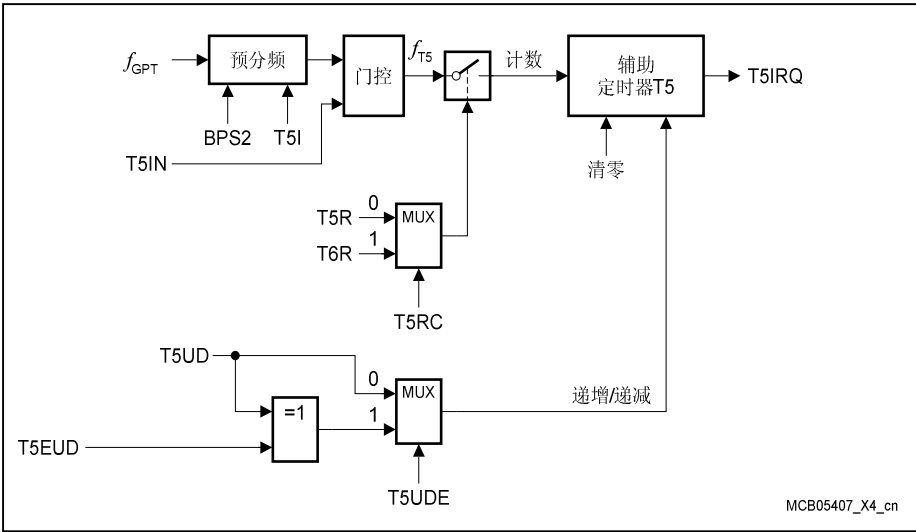 fGPT
预分频
门控
fT5
计数
辅助
定时器T5
T5IRQ
BPS2
T5I
T5IN
清零
T5R
0
MUX
T6R
1
T5RC
T5UD
0
MUX
=1
1
递增/递减
T5EUD
T5UDE
MCB05407_X4_cn